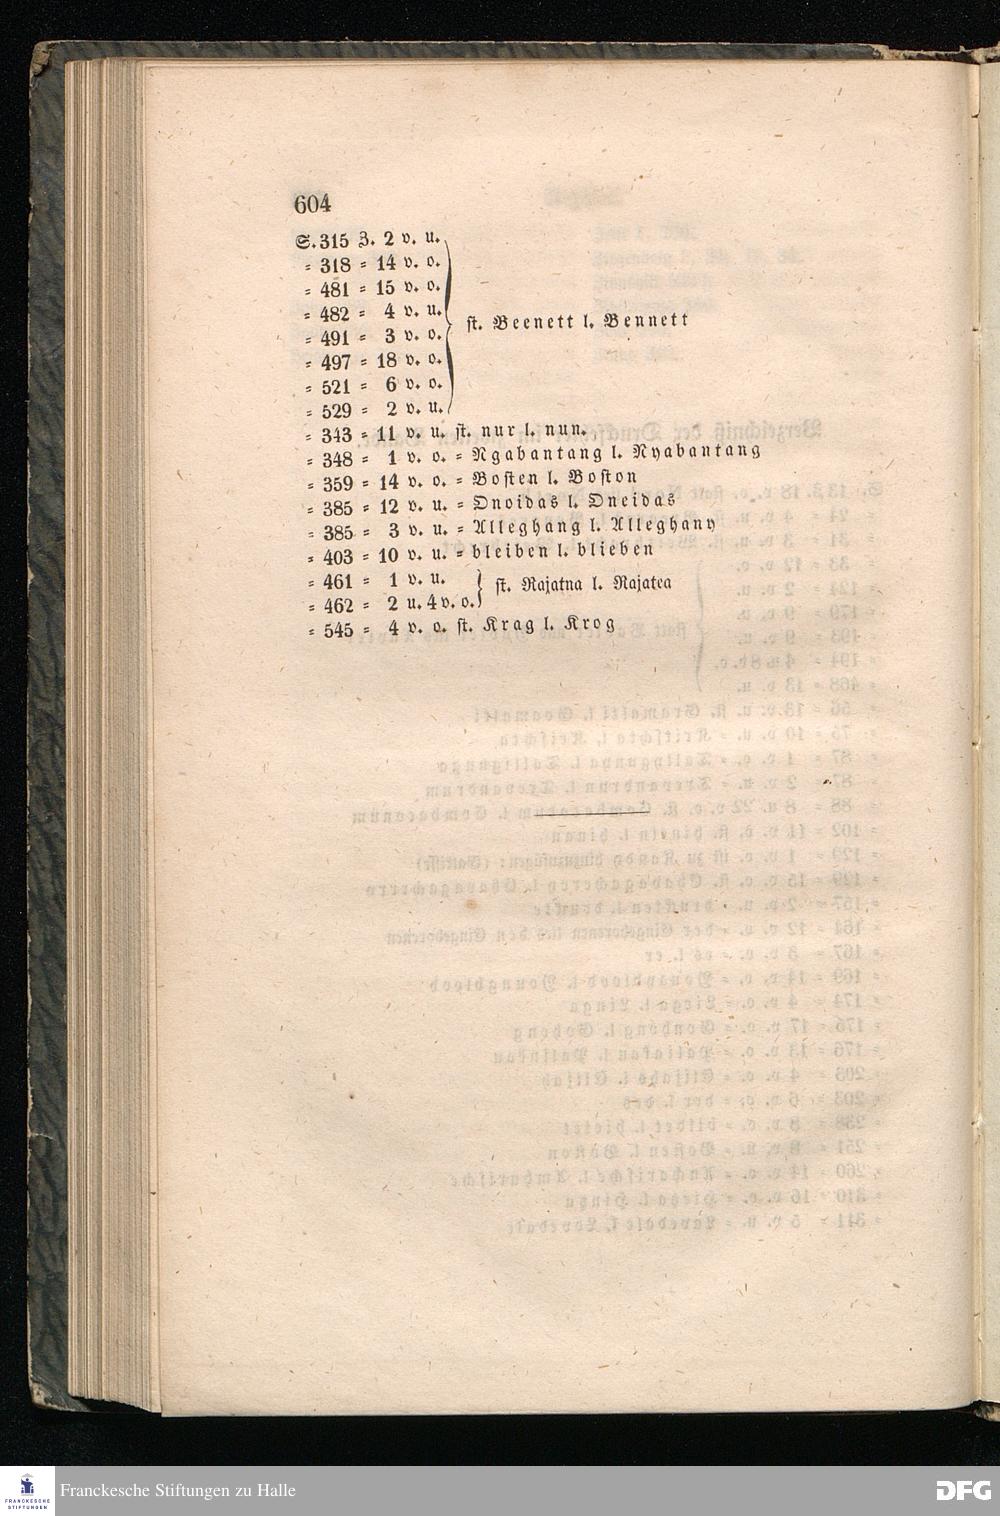 604
S. 315 Z. 2 v. u.
= 318 = 14 v. o.
= 481 = 15 v. o.
= 482 = 4 v. u.
= 491 = 3 v. o.
= 497 = 18 v. o.
= 521 = 6 v. o.
= 529 = 2 v. u.
st. Beenett l. Bennett
= 343 = 11 v. u. st. nur l. nun.
= 348 = 1 v. o. = Ngabantang l. Nyabantang
= 359 = 14 v. o. = Bosten l. Boston
= 385 = 12 v. u. = Onoidas l. Oneidas
= 385 = 3 v. u. = Alleghang l. Alleghany
= 403 = 10 v. u. = bleiben l. blieben
= 461 = 1 v. u.
= 462 = 2 u. 4 v. o.
st. Rajatna l. Rajatea
= 545 = 4 v. o. st. Krag l. Krog
FRANCKESCHE
STIFTUNGEN
Franckesche Stiftungen zu Halle
DFG